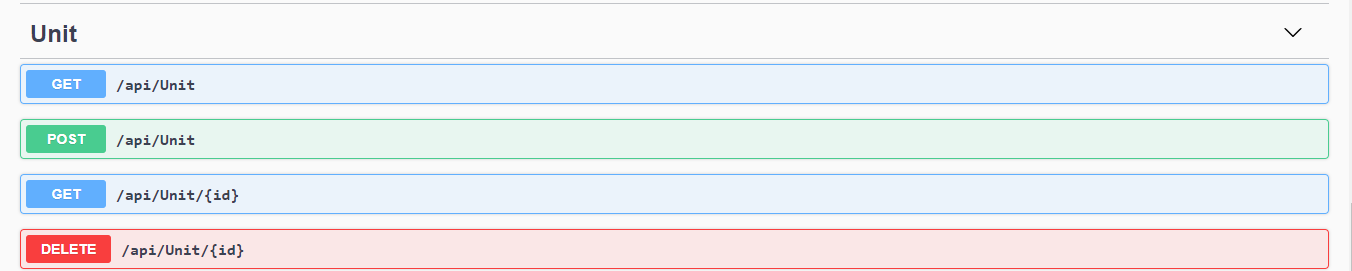 Unit
GET /api/Unit
POST /api/Unit
GET /api/Unit/{id}
DELETE /api/Unit/{id}